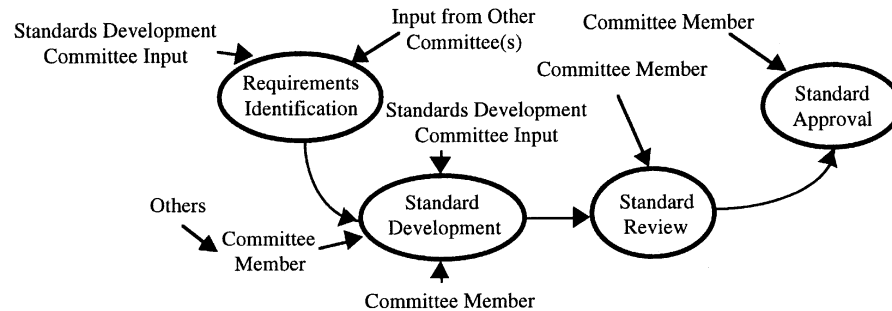 Standards Development
Committee Input
Input from Other
Committee(s)
Committee Member
Committee Member
Requirements
Identification
Standard
Approval
Standards Development
Committee Input
Others
Committee
Member
Standard
Development
Standard
Review
Committee Member